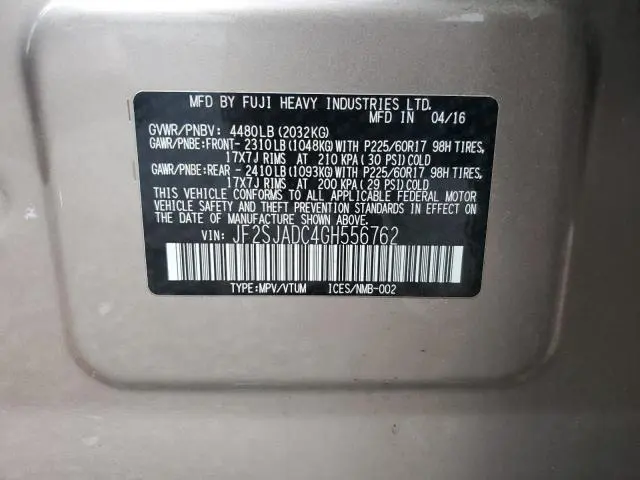 MFD BY FUJI HEAVY INDUSTRIES LTD.
MFD IN 04/16
GVWR/PNBV: 4480LB(2032KG)
GAWR/PNBE:FRONT- 2310LB(1048KG)WITH P225/60R17 98H TIRES,
17X7J RIMS AT 210 KPA(30 PSI)COLD
GAWR/PNBE:REAR - 2410LB(1093KG)WITH P225/60R17 98H TIRES,
17X7J RIMS AT 200 KPA(29 PSI)COLD
THIS VEHICLE CONFORMS TO ALL APPLICABLE FEDERAL MOTOR
VEHICLE SAFETY AND THEFT PREVENTION STANDARDS IN EFFECT
ON THE DATE OF MANUFACTURE SHOWN ABOVE.
VIN: JF2SJADC4GH556762
TYPE:MPV/VTUM ICES/NMB-002